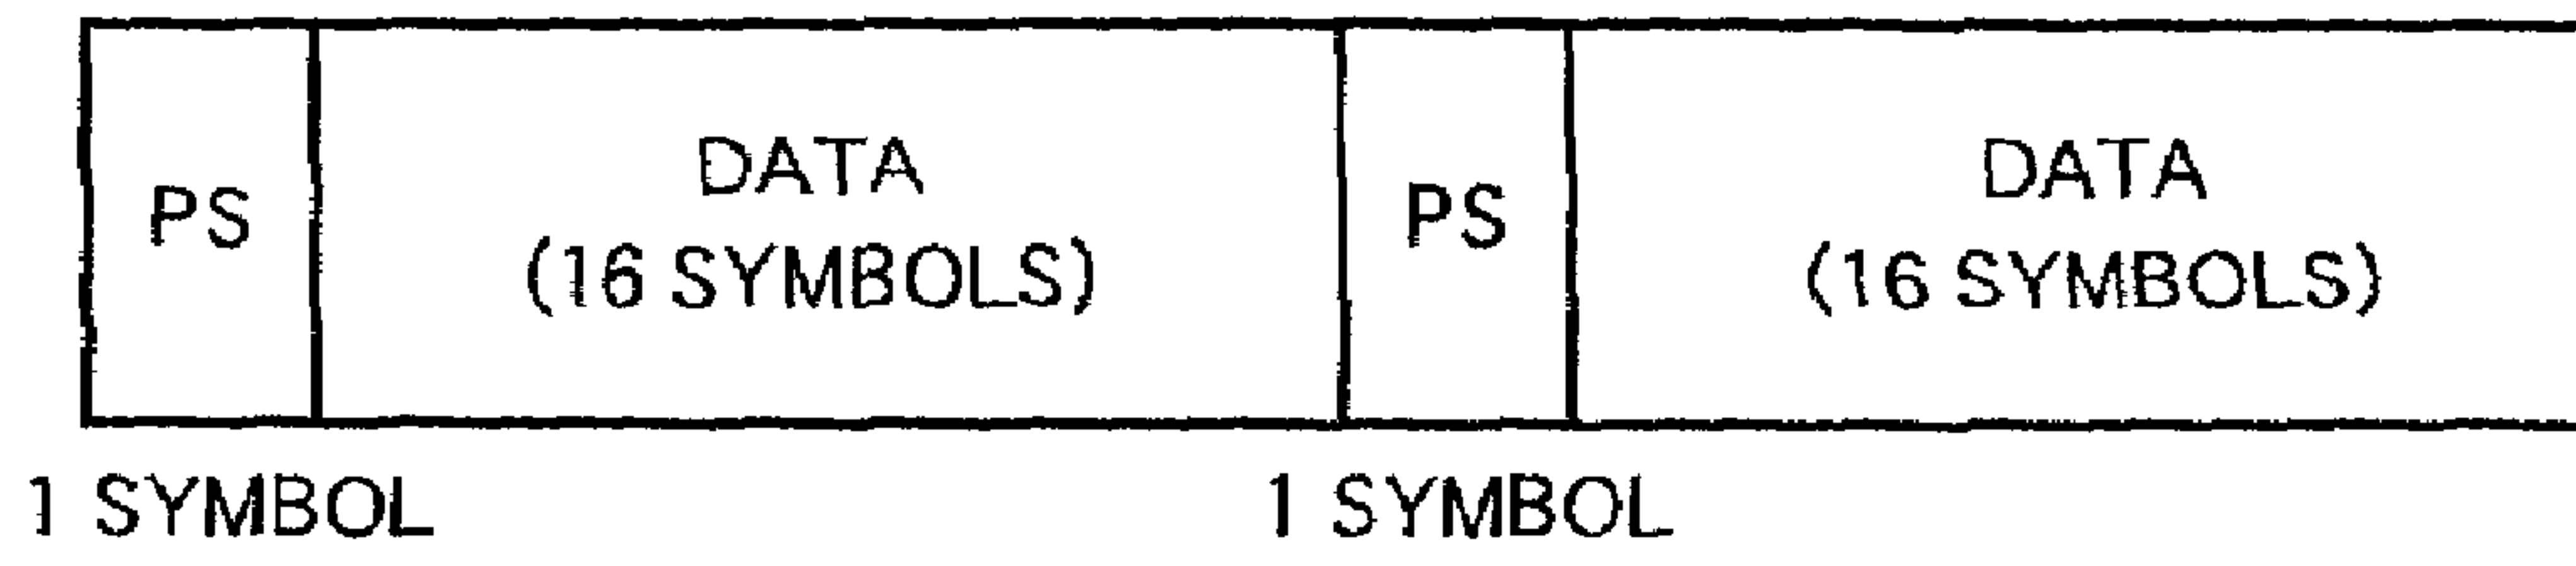 PS
DATA
(16 SYMBOLS)
PS
DATA
(16 SYMBOLS)
1 SYMBOL
1 SYMBOL